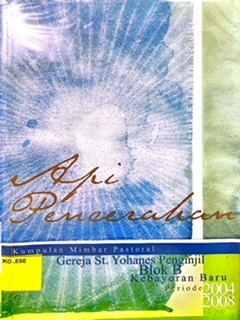 Api
Pencerahan
Kumpulan Mimbar Pastoral
Gereja St. Yohanes Penginjil
Blok B
Kebayoran Baru
Periode 2004
2008
KO.ESE